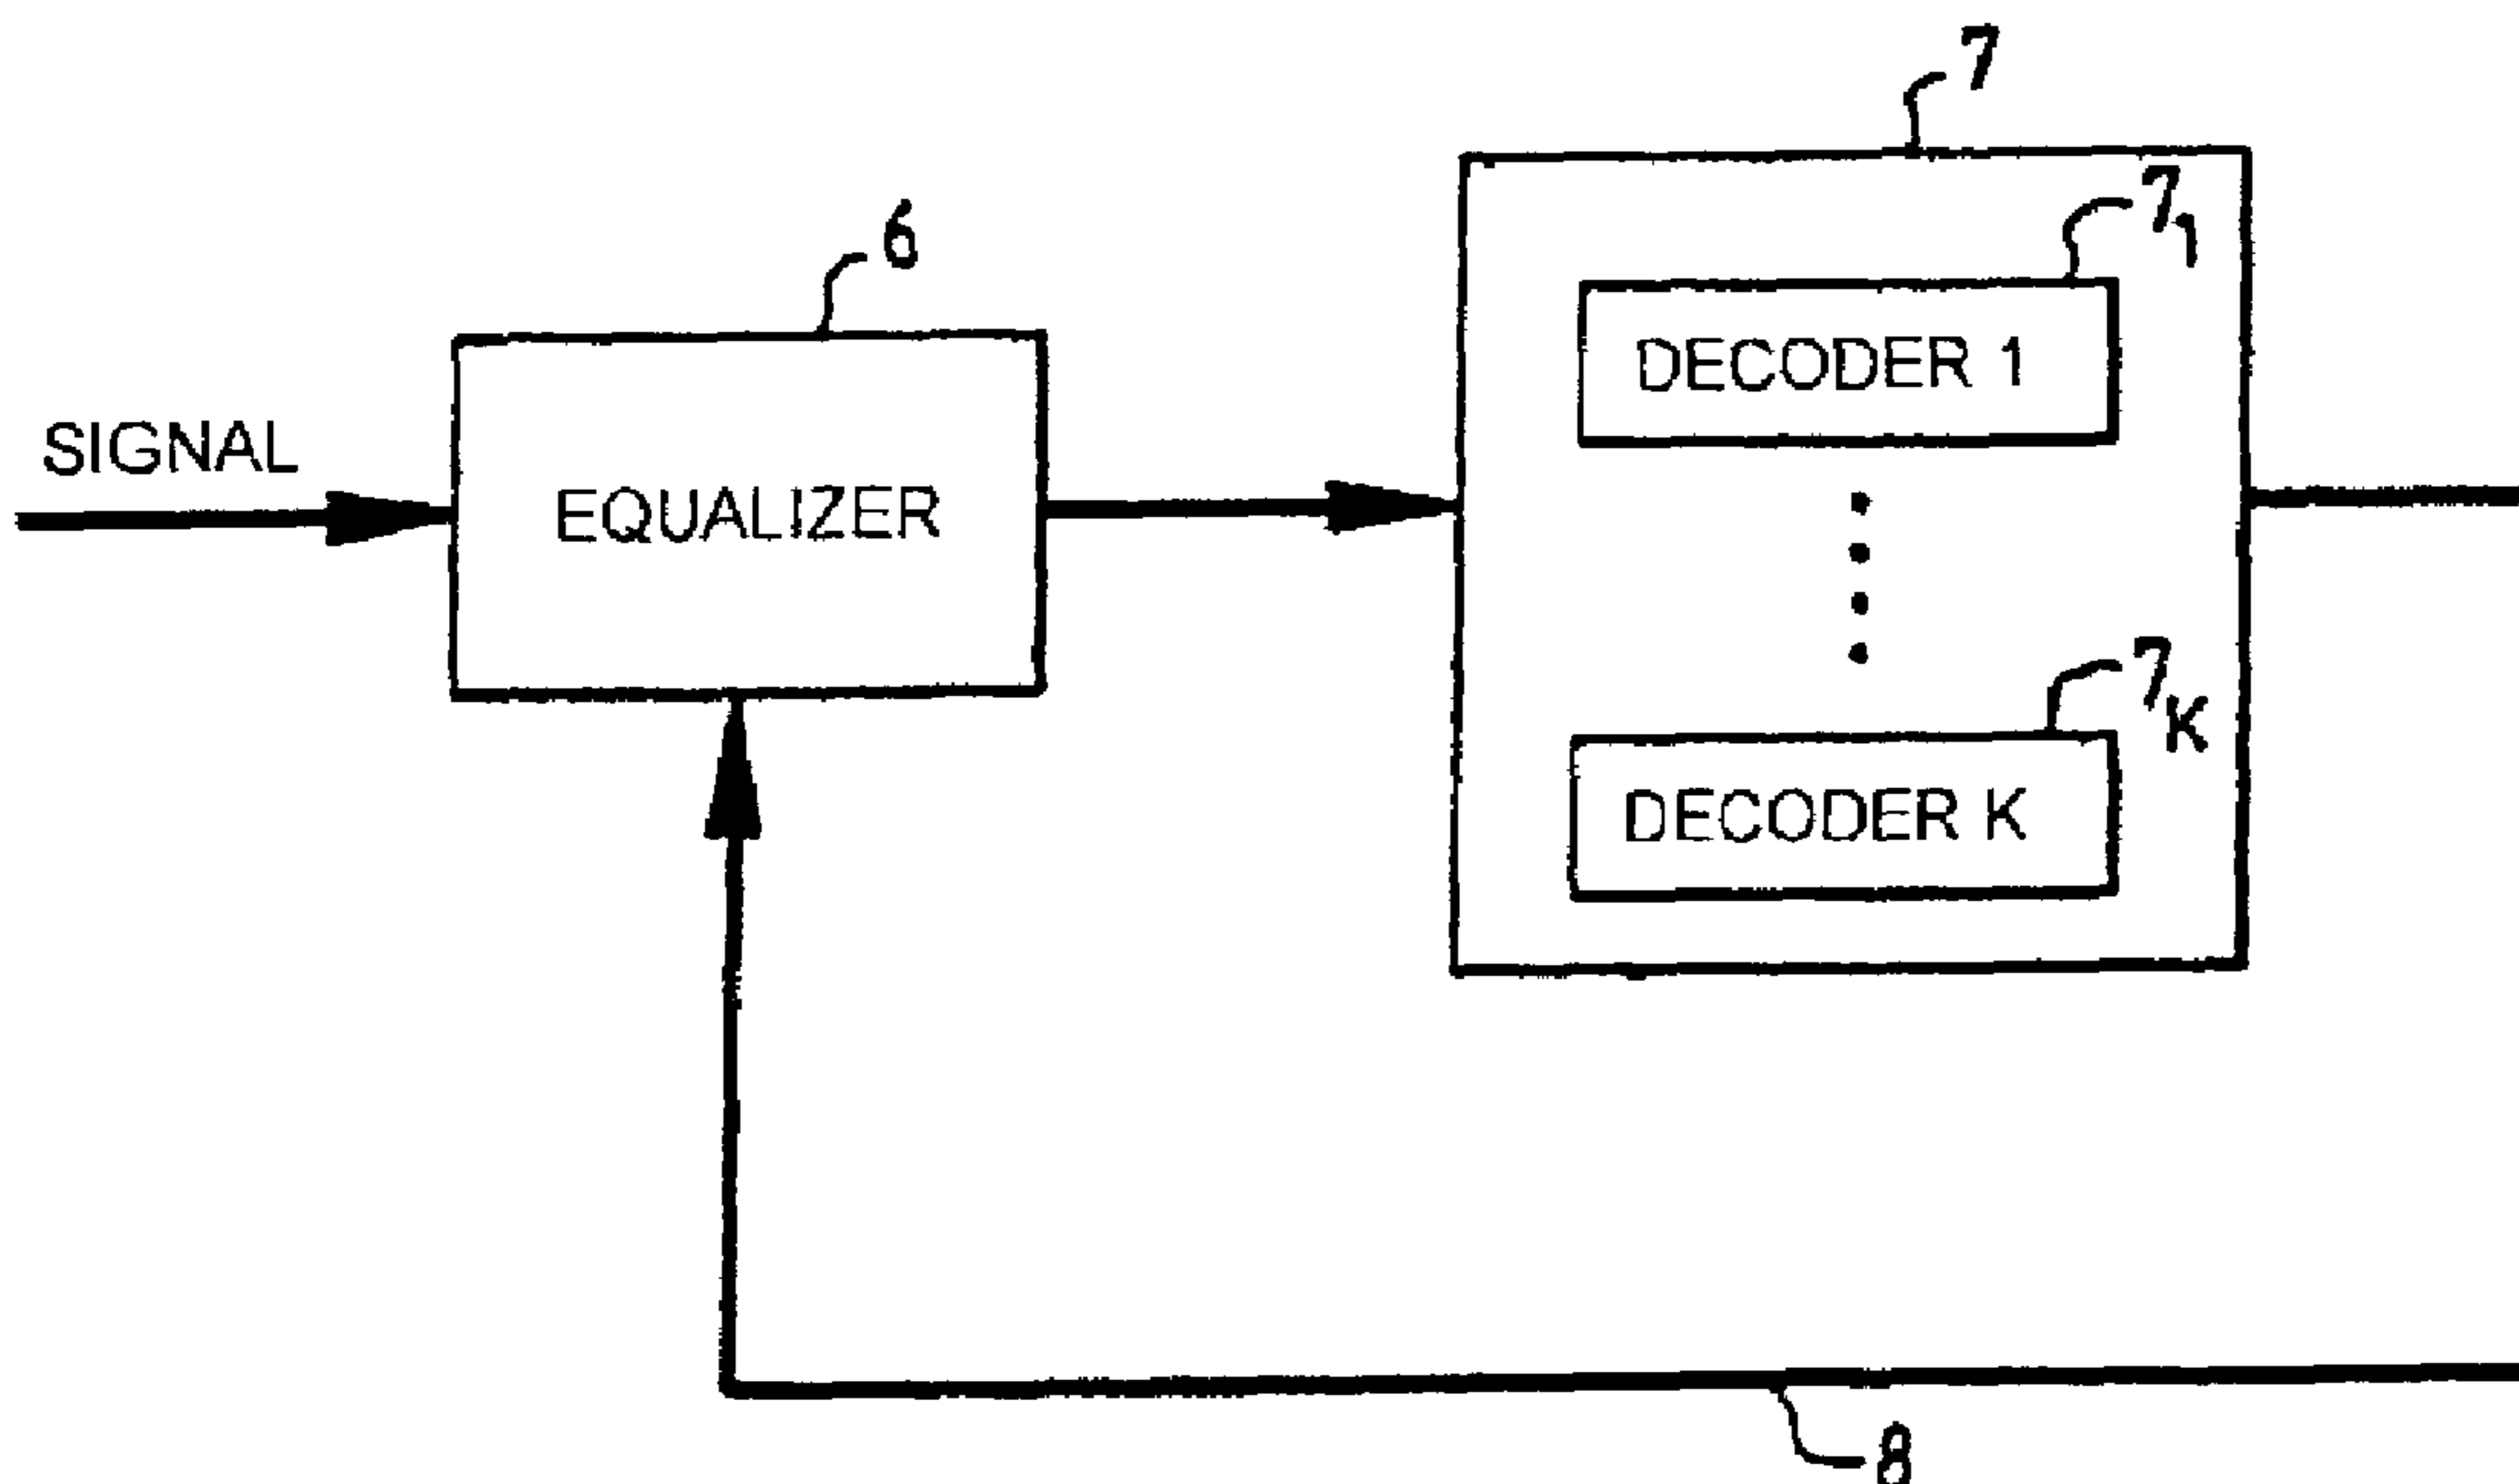 7
7₁
6
DECODER 1
SIGNAL
EQUALIZER
7K
DECODER K
8